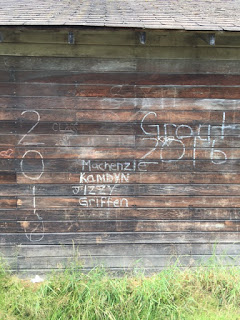 2
0
1
6
Mackenzie
KAMDYN
JIZZY
Griffen
Group
2016